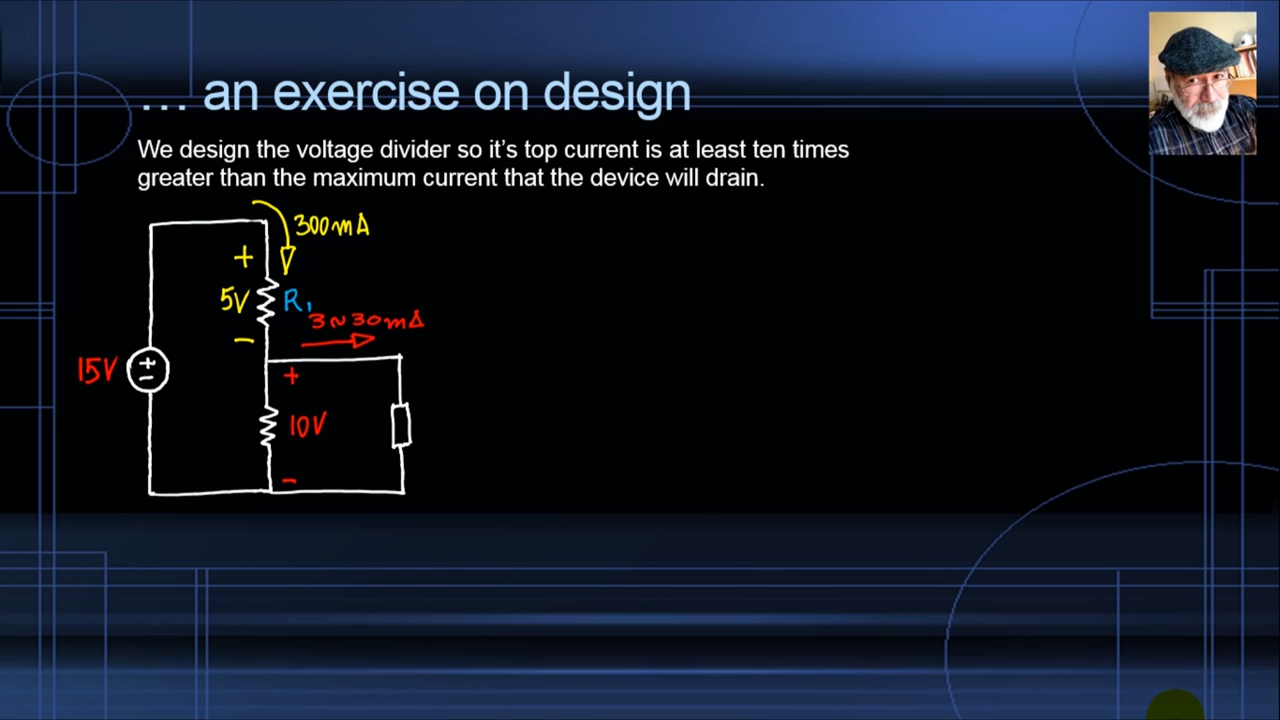 ... an exercise on design
We design the voltage divider so it's top current is at least ten times
greater than the maximum current that the device will drain.
300mA
+
5V
R1
3~30mA
-
15V
+
-
+
10V
-